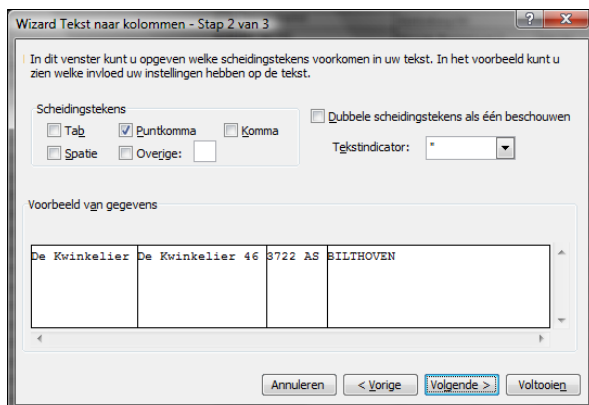 Wizard Tekst naar kolommen - Stap 2 van 3
In dit venster kunt u opgeven welke scheidingstekens voorkomen in uw tekst. In het voorbeeld kunt u
zien welke invloed uw instellingen hebben op de tekst.
Scheidingstekens
Tab Puntkomma Komma
Spatie Overige:
Dubbele scheidingstekens als één beschouwen
Tekstindicator: "
Voorbeeld van gegevens
De Kwinkelier De Kwinkelier 46 3722 AS BILTHOVEN
Annuleren < Vorige Volgende > Voltooien